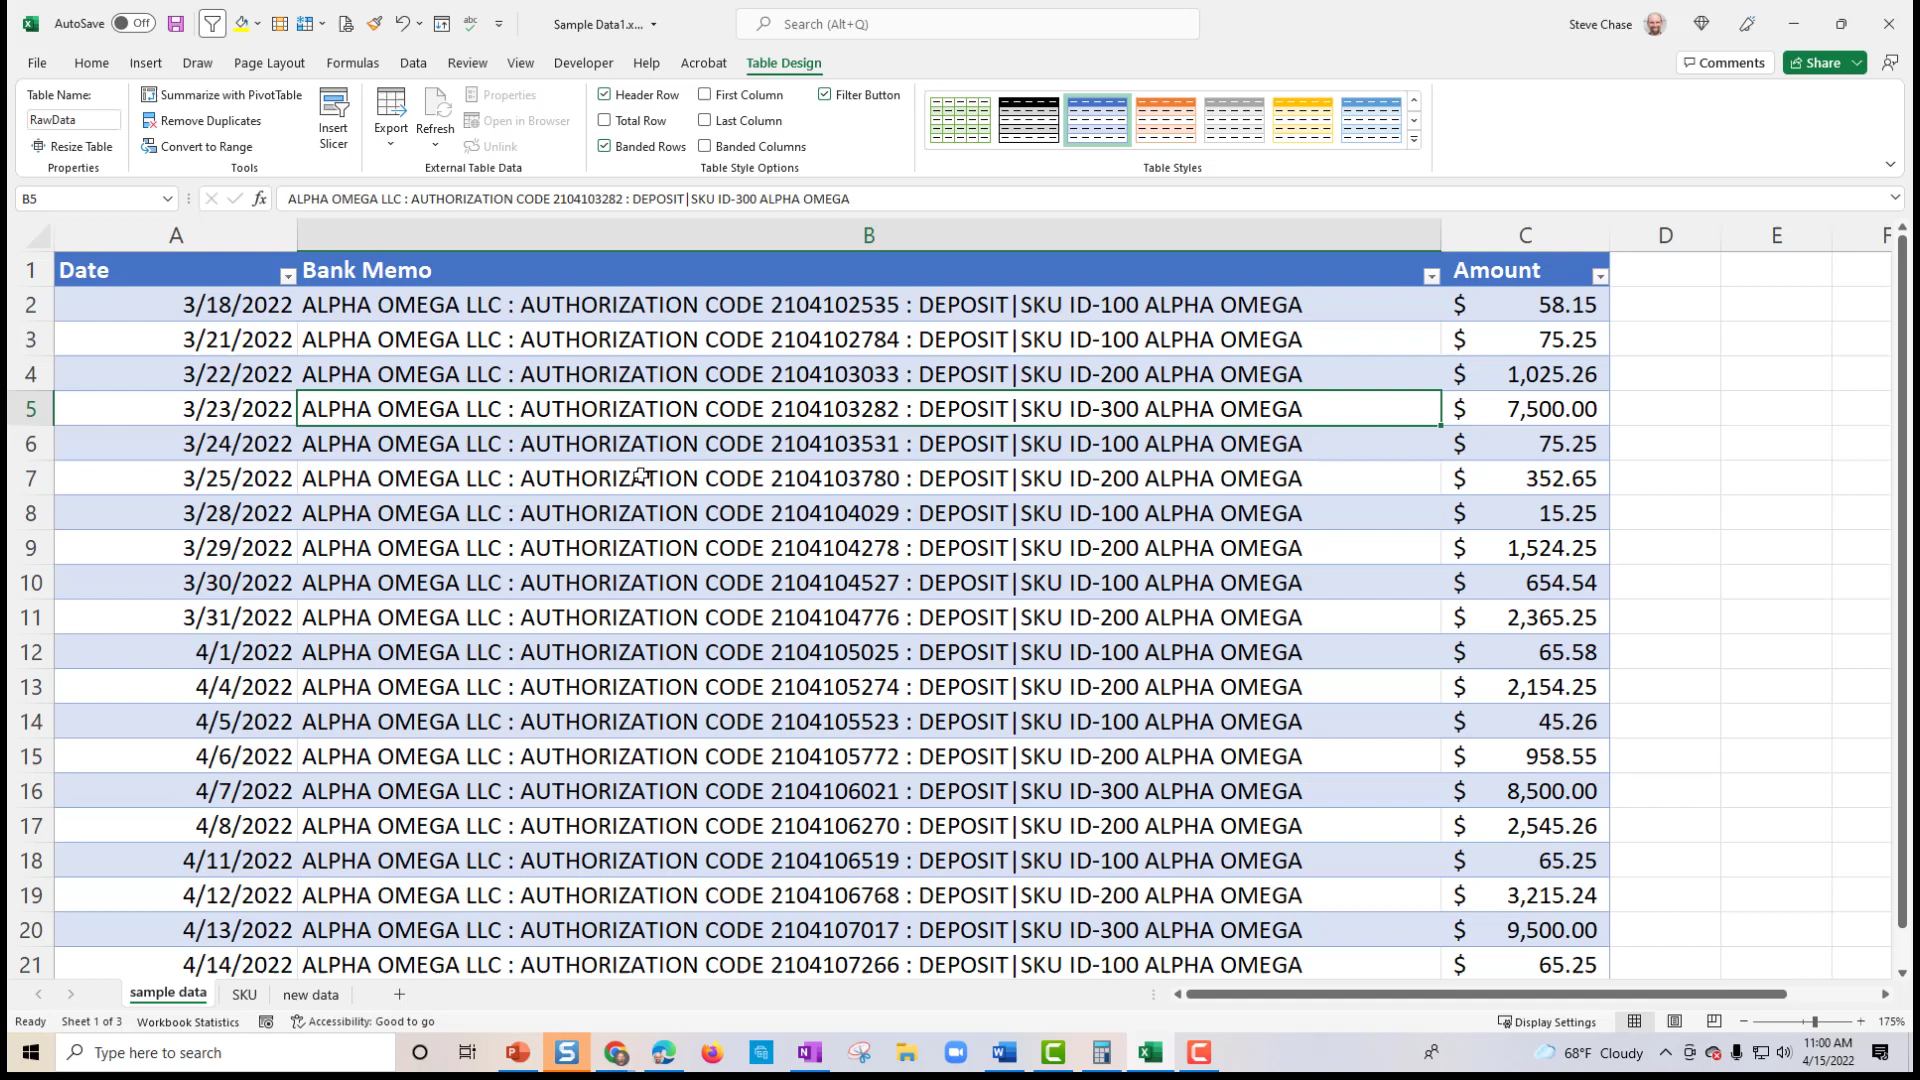 AutoSave Off Sample Data1.x... Search (Alt+Q) Steve Chase
File Home Insert Draw Page Layout Formulas Data Review View Developer Help Acrobat Table Design Comments Share
Table Name: Summarize with PivotTable Properties Header Row First Column Filter Button
RawData Remove Duplicates Insert Slicer Export Refresh Open in Browser Total Row Last Column
Resize Table Convert to Range Unlink Banded Rows Banded Columns
Properties Tools External Table Data Table Style Options Table Styles
B5 fx ALPHA OMEGA LLC : AUTHORIZATION CODE 2104103282 : DEPOSIT|SKU ID-300 ALPHA OMEGA
A B C D E F
1 Date Bank Memo Amount
2 3/18/2022 ALPHA OMEGA LLC : AUTHORIZATION CODE 2104102535 : DEPOSIT|SKU ID-100 ALPHA OMEGA $ 58.15
3 3/21/2022 ALPHA OMEGA LLC : AUTHORIZATION CODE 2104102784 : DEPOSIT|SKU ID-100 ALPHA OMEGA $ 75.25
4 3/22/2022 ALPHA OMEGA LLC : AUTHORIZATION CODE 2104103033 : DEPOSIT|SKU ID-200 ALPHA OMEGA $ 1,025.26
5 3/23/2022 ALPHA OMEGA LLC : AUTHORIZATION CODE 2104103282 : DEPOSIT|SKU ID-300 ALPHA OMEGA $ 7,500.00
6 3/24/2022 ALPHA OMEGA LLC : AUTHORIZATION CODE 2104103531 : DEPOSIT|SKU ID-100 ALPHA OMEGA $ 75.25
7 3/25/2022 ALPHA OMEGA LLC : AUTHORIZATION CODE 2104103780 : DEPOSIT|SKU ID-200 ALPHA OMEGA $ 352.65
8 3/28/2022 ALPHA OMEGA LLC : AUTHORIZATION CODE 2104104029 : DEPOSIT|SKU ID-100 ALPHA OMEGA $ 15.25
9 3/29/2022 ALPHA OMEGA LLC : AUTHORIZATION CODE 2104104278 : DEPOSIT|SKU ID-200 ALPHA OMEGA $ 1,524.25
10 3/30/2022 ALPHA OMEGA LLC : AUTHORIZATION CODE 2104104527 : DEPOSIT|SKU ID-100 ALPHA OMEGA $ 654.54
11 3/31/2022 ALPHA OMEGA LLC : AUTHORIZATION CODE 2104104776 : DEPOSIT|SKU ID-200 ALPHA OMEGA $ 2,365.25
12 4/1/2022 ALPHA OMEGA LLC : AUTHORIZATION CODE 2104105025 : DEPOSIT|SKU ID-100 ALPHA OMEGA $ 65.58
13 4/4/2022 ALPHA OMEGA LLC : AUTHORIZATION CODE 2104105274 : DEPOSIT|SKU ID-200 ALPHA OMEGA $ 2,154.25
14 4/5/2022 ALPHA OMEGA LLC : AUTHORIZATION CODE 2104105523 : DEPOSIT|SKU ID-100 ALPHA OMEGA $ 45.26
15 4/6/2022 ALPHA OMEGA LLC : AUTHORIZATION CODE 2104105772 : DEPOSIT|SKU ID-200 ALPHA OMEGA $ 958.55
16 4/7/2022 ALPHA OMEGA LLC : AUTHORIZATION CODE 2104106021 : DEPOSIT|SKU ID-300 ALPHA OMEGA $ 8,500.00
17 4/8/2022 ALPHA OMEGA LLC : AUTHORIZATION CODE 2104106270 : DEPOSIT|SKU ID-200 ALPHA OMEGA $ 2,545.26
18 4/11/2022 ALPHA OMEGA LLC : AUTHORIZATION CODE 2104106519 : DEPOSIT|SKU ID-100 ALPHA OMEGA $ 65.25
19 4/12/2022 ALPHA OMEGA LLC : AUTHORIZATION CODE 2104106768 : DEPOSIT|SKU ID-200 ALPHA OMEGA $ 3,215.24
20 4/13/2022 ALPHA OMEGA LLC : AUTHORIZATION CODE 2104107017 : DEPOSIT|SKU ID-300 ALPHA OMEGA $ 9,500.00
21 4/14/2022 ALPHA OMEGA LLC : AUTHORIZATION CODE 2104107266 : DEPOSIT|SKU ID-100 ALPHA OMEGA $ 65.25
sample data SKU new data
Ready Sheet 1 of 3 Workbook Statistics Accessibility: Good to go Display Settings 175%
Type here to search 68°F Cloudy 11:00 AM
4/15/2022